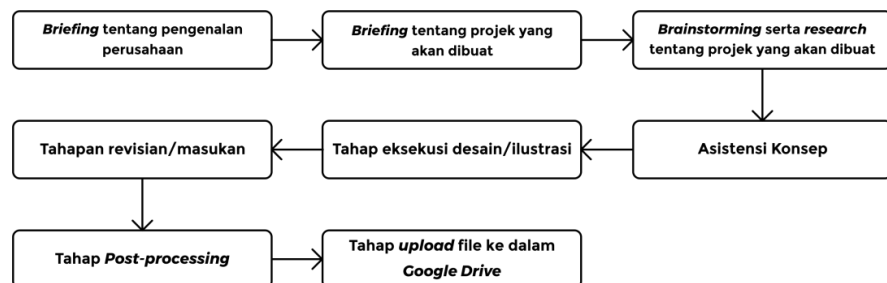 Briefing tentang pengenalan
perusahaan
Briefing tentang projek yang
akan dibuat
Brainstorming serta research
tentang projek yang akan dibuat
Asistensi Konsep
Tahap eksekusi desain/ilustrasi
Tahapan revisian/masukan
Tahap Post-processing
Tahap upload file ke dalam
Google Drive